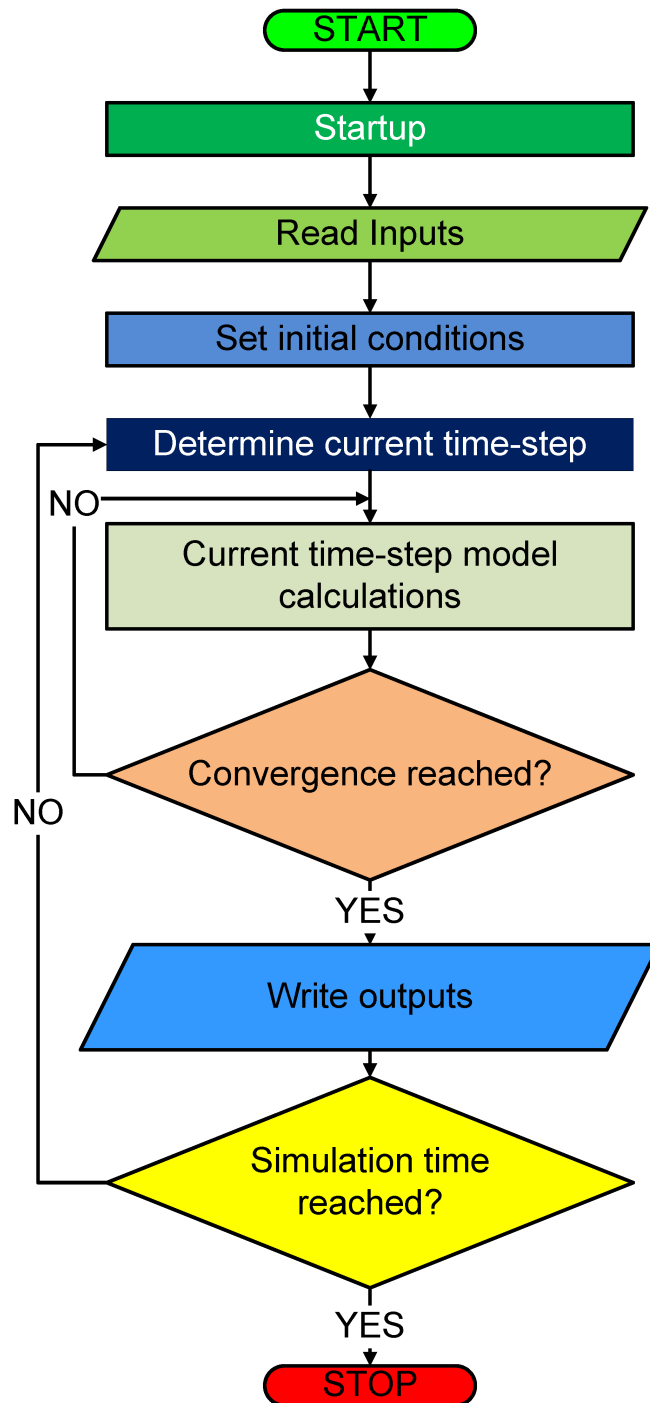 START
Startup
Read Inputs
Set initial conditions
Determine current time-step
NO
Current time-step model
calculations
Convergence reached?
NO
YES
Write outputs
Simulation time
reached?
YES
STOP